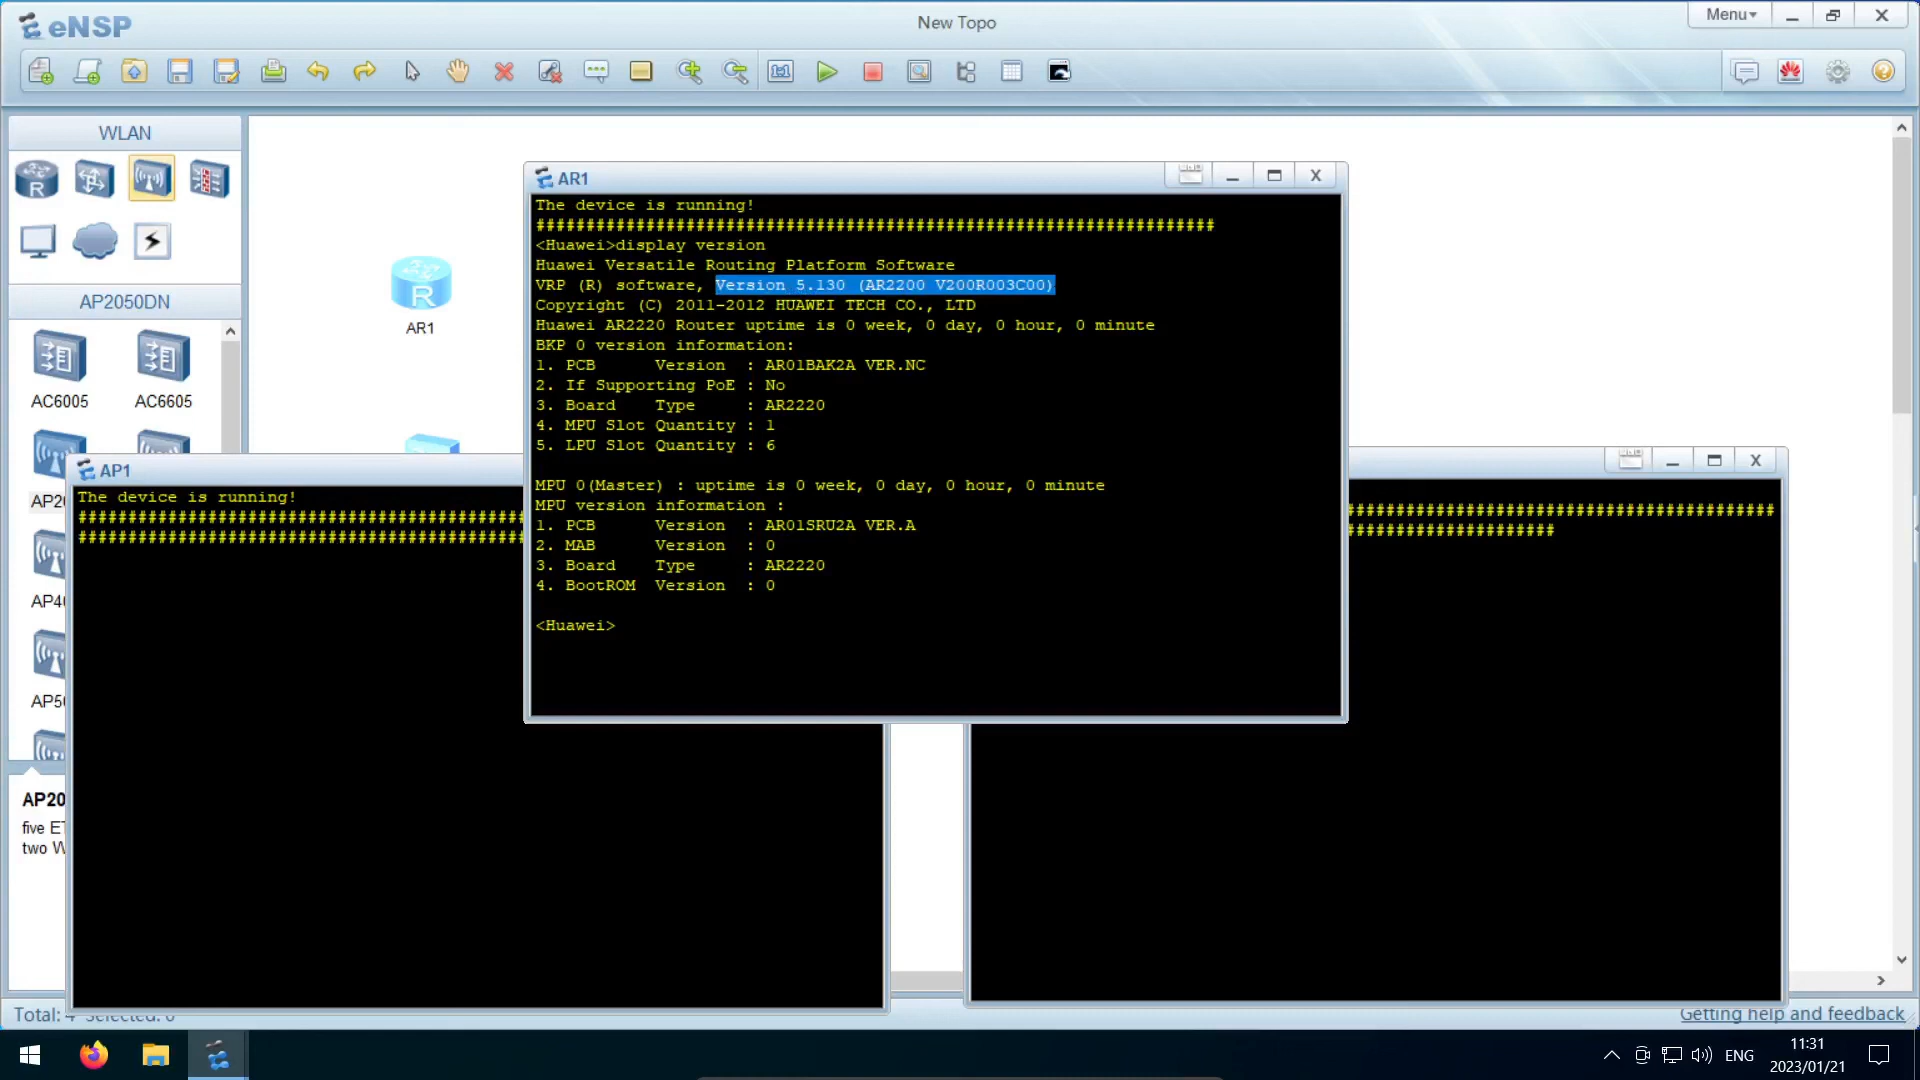 eNSP
New Topo
Menu
WLAN
AP2050DN
AC6005
AC6605
five
two
AR1
AP1
The device is running!
AR1
The device is running!
####################################################################
<Huawei>display version
Huawei Versatile Routing Platform Software
VRP (R) software, Version 5.130 (AR2200 V200R003C00)
Copyright (C) 2011-2012 HUAWEI TECH CO., LTD
Huawei AR2220 Router uptime is 0 week, 0 day, 0 hour, 0 minute
BKP 0 version information:
1. PCB      Version  : AR01BAK2A VER.NC
2. If Supporting PoE : No
3. Board    Type     : AR2220
4. MPU Slot Quantity : 1
5. LPU Slot Quantity : 6
MPU 0(Master) : uptime is 0 week, 0 day, 0 hour, 0 minute
MPU version information :
1. PCB      Version  : AR01SRU2A VER.A
2. MAB      Version  : 0
3. Board    Type     : AR2220
4. BootROM  Version  : 0
<Huawei>
Total: 4 selected: 0
Getting help and feedback
ENG
11:31
2023/01/21